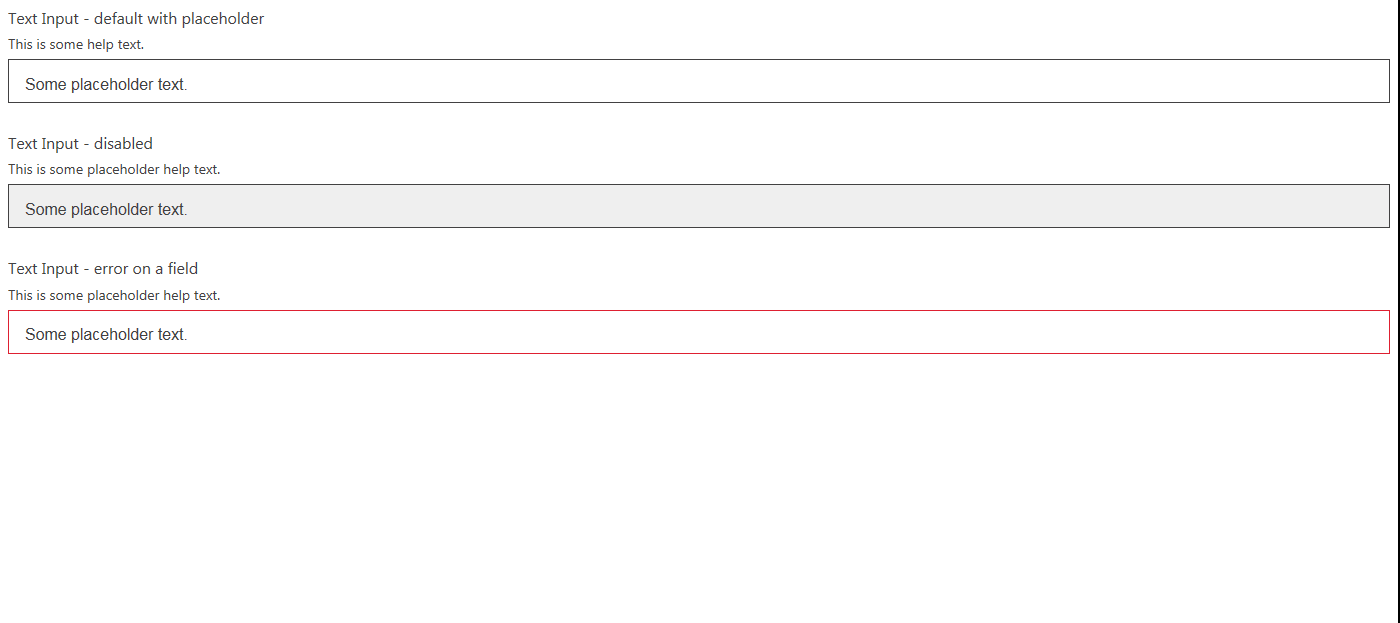 Text Input - default with placeholder
This is some help text.
Some placeholder text.
Text Input - disabled
This is some placeholder help text.
Some placeholder text.
Text Input - error on a field
This is some placeholder help text.
Some placeholder text.